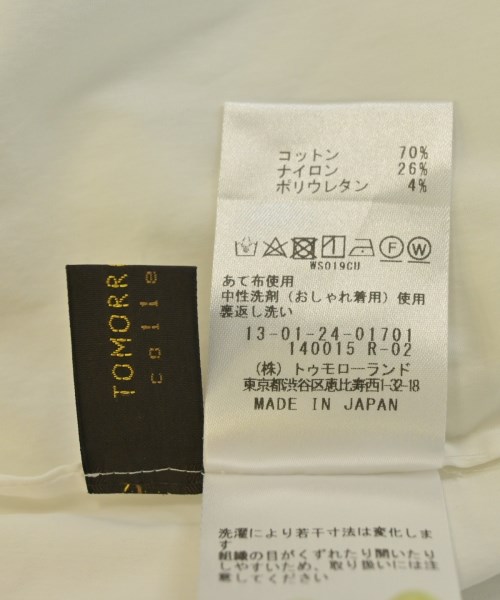 コットン 70%
ナイロン 26%
ポリウレタン 4%
WS019CU
あて布使用
中性洗剤（おしゃれ着用）使用
裏返し洗い
13-01-24-01701
140015 R-02
（株）トゥモローランド
東京都渋谷区恵比寿西1-32-18
MADE IN JAPAN
TOMORR
colle
洗濯により若干寸法は変化しま
す
組織の目がくずれたり開いたり
しやすいため、取り扱いには注
意してください。